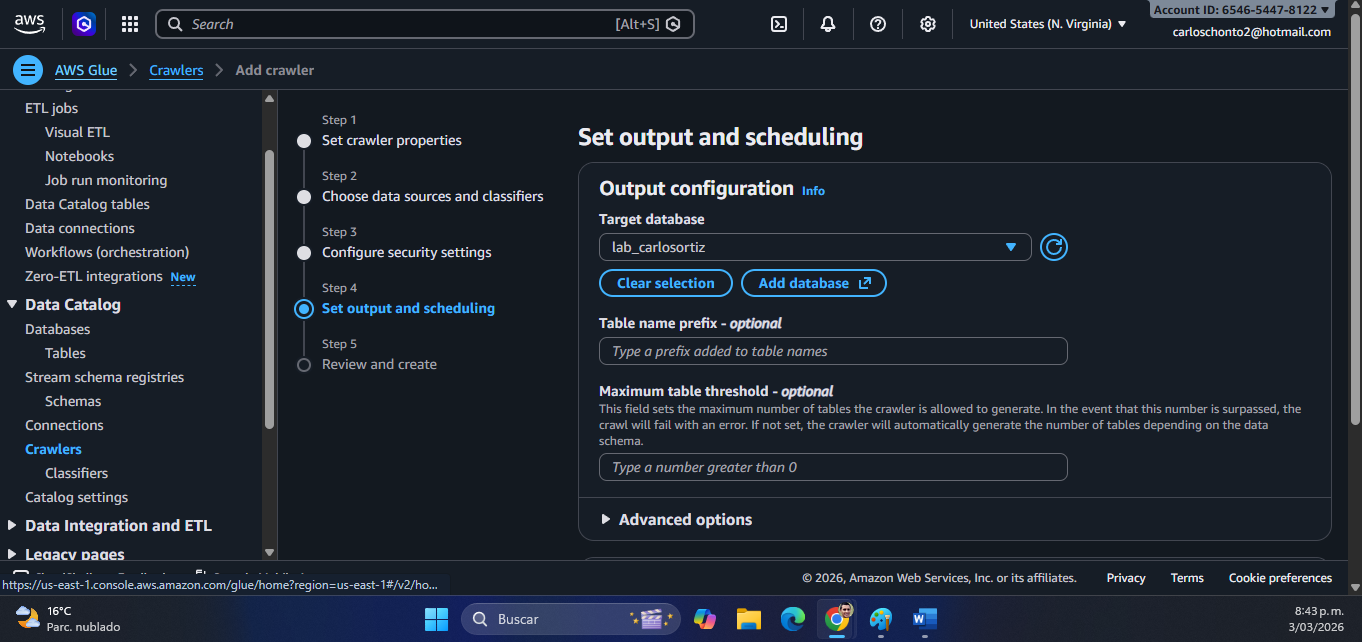 aws
Search
[Alt+S]
United States (N. Virginia)
Account ID: 6546-5447-8122
carloschonto2@hotmail.com
AWS Glue
Crawlers
Add crawler
ETL jobs
Visual ETL
Notebooks
Job run monitoring
Data Catalog tables
Data connections
Workflows (orchestration)
Zero-ETL integrations New
Data Catalog
Databases
Tables
Stream schema registries
Schemas
Connections
Crawlers
Classifiers
Catalog settings
Data Integration and ETL
Legacy pages
https://us-east-1.console.aws.amazon.com/glue/home?region=us-east-1#/v2/ho...
Step 1
Set crawler properties
Step 2
Choose data sources and classifiers
Step 3
Configure security settings
Step 4
Set output and scheduling
Step 5
Review and create
Set output and scheduling
Output configuration Info
Target database
lab_carlosortiz
Clear selection
Add database
Table name prefix - optional
Type a prefix added to table names
Maximum table threshold - optional
This field sets the maximum number of tables the crawler is allowed to generate. In the event that this number is surpassed, the
crawl will fail with an error. If not set, the crawler will automatically generate the number of tables depending on the data
schema.
Type a number greater than 0
Advanced options
© 2026, Amazon Web Services, Inc. or its affiliates.
Privacy
Terms
Cookie preferences
16°C
Parc. nublado
Buscar
8:43 p. m.
3/03/2026